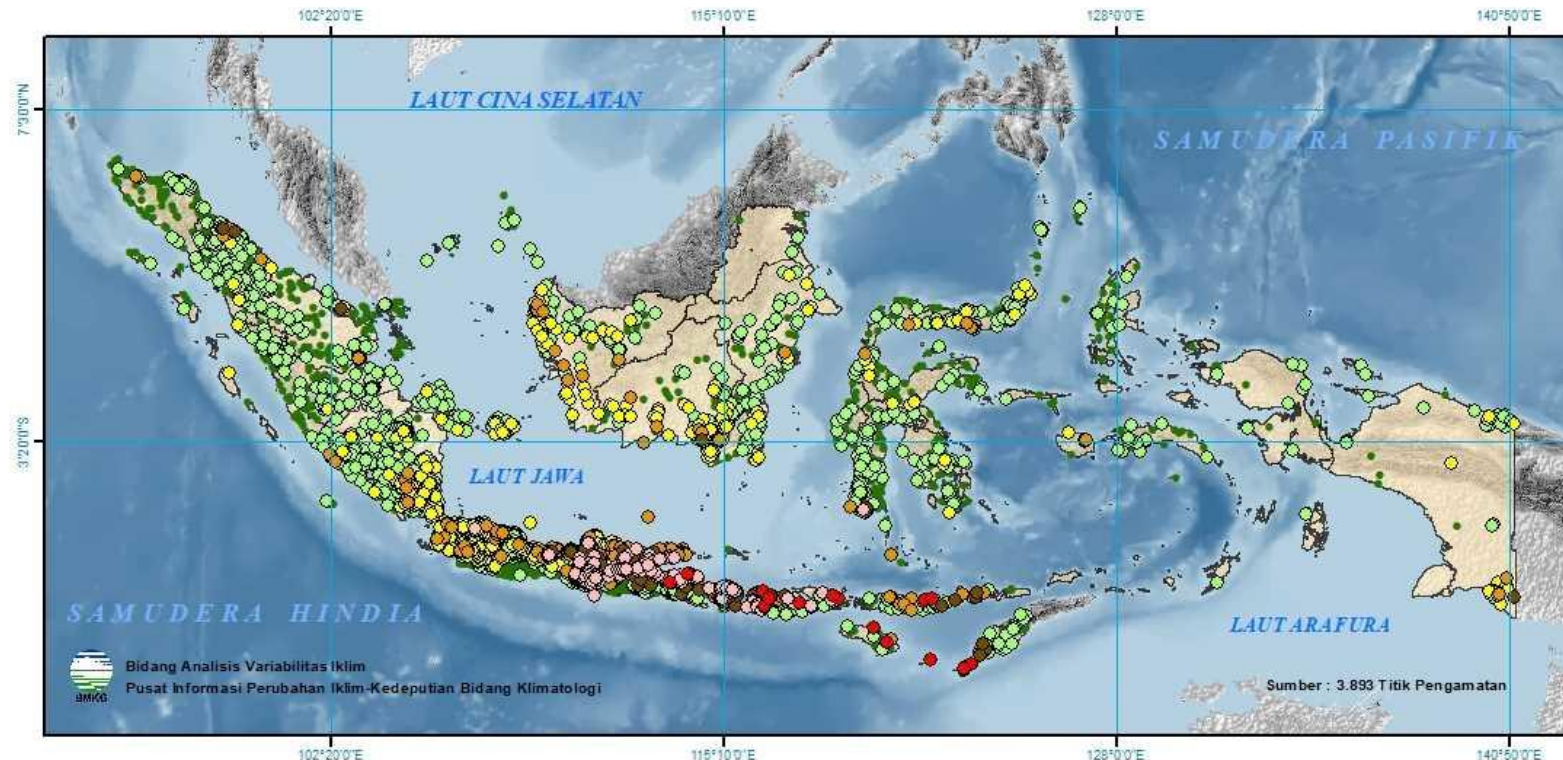 102°20'0"E
115°10'0"E
128°0'0"E
140°50'0"E
7°30'0"N
LAUT CINA SELATAN
SAMUDERA PASIFIK
3°20'0"S
LAUT JAWA
SAMUDERA HINDIA
LAUT ARAFURA
BMKG
Bidang Analisis Variabilitas Iklim
Pusat Informasi Perubahan Iklim-Kedeputian Bidang Klimatologi
Sumber : 3.893 Titik Pengamatan
102°20'0"E
115°10'0"E
128°0'0"E
140°50'0"E